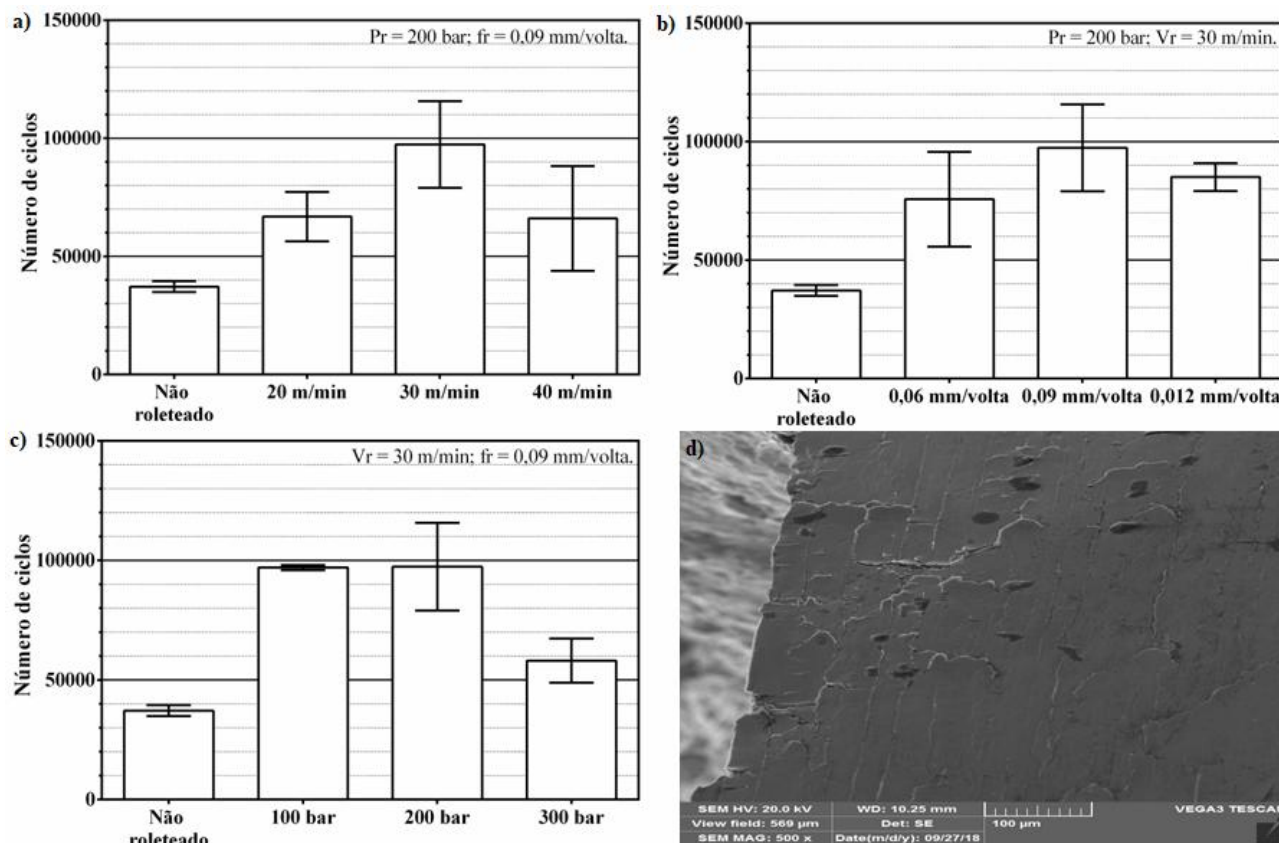 a)
Pr = 200 bar; fr = 0,09 mm/volta.
Número de ciclos
150000
100000
50000
0
Não roleteado
20 m/min
30 m/min
40 m/min
b)
Pr = 200 bar; Vr = 30 m/min.
Número de ciclos
150000
100000
50000
0
Não roleteado
0,06 mm/volta
0,09 mm/volta
0,012 mm/volta
c)
Vr = 30 m/min; fr = 0,09 mm/volta.
Número de ciclos
150000
100000
50000
0
Não roleteado
100 bar
200 bar
300 bar
d)
SEM HV: 20.0 kV
WD: 10.25 mm
VEGA3 TESCAN
View field: 569 µm
Det: SE
100 µm
SEM MAG: 500 x
Date(m/d/y): 09/27/18